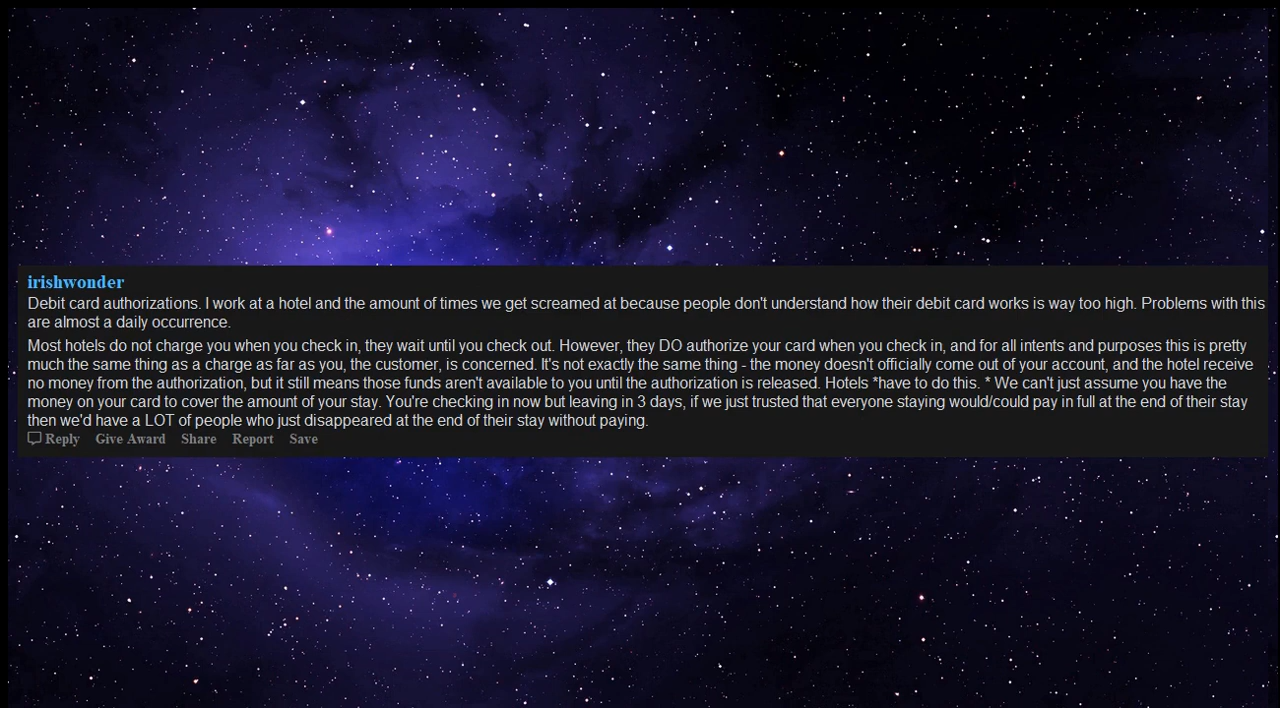 irishwonder
Debit card authorizations. I work at a hotel and the amount of times we get screamed at because people don't understand how their debit card works is way too high. Problems with this
are almost a daily occurrence.
Most hotels do not charge you when you check in, they wait until you check out. However, they DO authorize your card when you check in, and for all intents and purposes this is pretty
much the same thing as a charge as far as you, the customer, is concerned. It's not exactly the same thing - the money doesn't officially come out of your account, and the hotel receive
no money from the authorization, but it still means those funds aren't available to you until the authorization is released. Hotels *have to do this. * We can't just assume you have the
money on your card to cover the amount of your stay. You're checking in now but leaving in 3 days, if we just trusted that everyone staying would/could pay in full at the end of their stay
then we'd have a LOT of people who just disappeared at the end of their stay without paying.
Reply Give Award Share Report Save